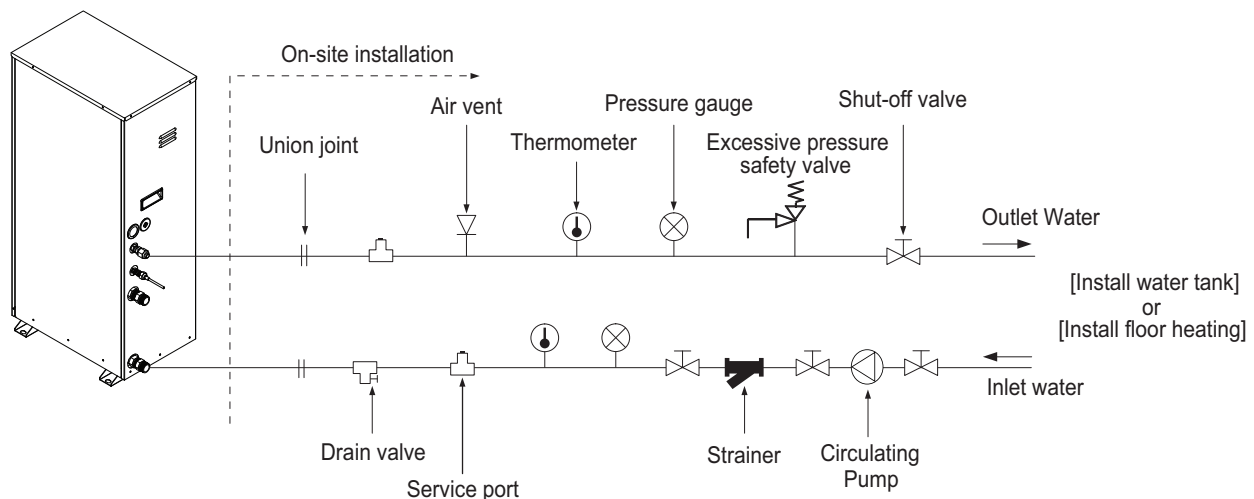 On-site installation
Air vent
Pressure gauge
Shut-off valve
Union joint
Thermometer
Excessive pressure
safety valve
Outlet Water
[Install water tank]
or
[Install floor heating]
Inlet water
Drain valve
Service port
Strainer
Circulating
Pump